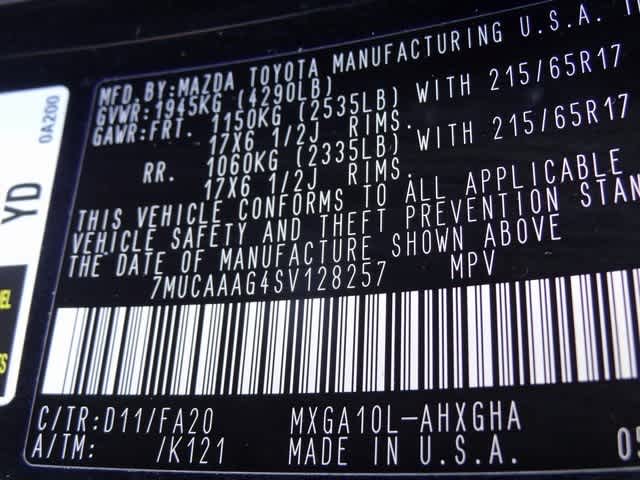 MFD. BY:MAZDA TOYOTA MANUFACTURING U.S.A.
GVWR:1945KG (4290LB)
GAWR:FRT. 1150KG (2535LB) WITH 215/65R17
17X6 1/2J RIMS.
RR. 1060KG (2335LB) WITH 215/65R17
17X6 1/2J RIMS.
THIS VEHICLE CONFORMS TO ALL APPLICABLE
VEHICLE SAFETY AND THEFT PREVENTION STAN
THE DATE OF MANUFACTURE SHOWN ABOVE
7MUCAAAG4SV128257 MPV
C/TR:D11/FA20 MXGA10L-AHXGHA
A/TM: /K121 MADE IN U.S.A.
0A200
YD